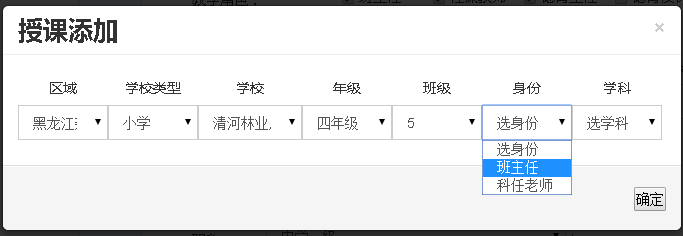 授课添加 ×
区域 学校类型 学校 年级 班级 身份 学科
黑龙江 小学 清河林业 四年级 5 选身份 选学科
选身份
班主任
科任老师
确定